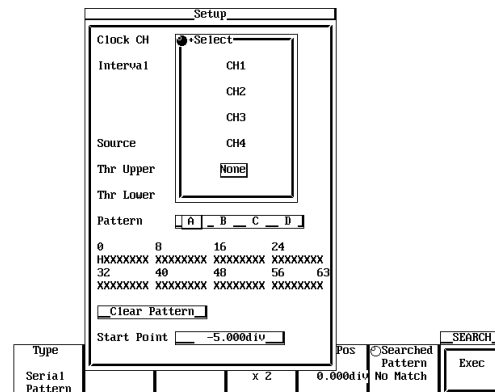 Setup
Clock CH
+Select
Interval
CH1
CH2
CH3
Source
CH4
Thr Upper
None
Thr Lower
Pattern
A B C D
0 8 16 24
HXXXXXXX XXXXXXXX XXXXXXXX XXXXXXXX
32 40 48 56 63
XXXXXXXX XXXXXXXX XXXXXXXX XXXXXXXX
Clear Pattern
Start Point -5.000div
SEARCH
Type
Serial
Pattern
x 2
Pos
0.000div
Searched
Pattern
No Match
Exec